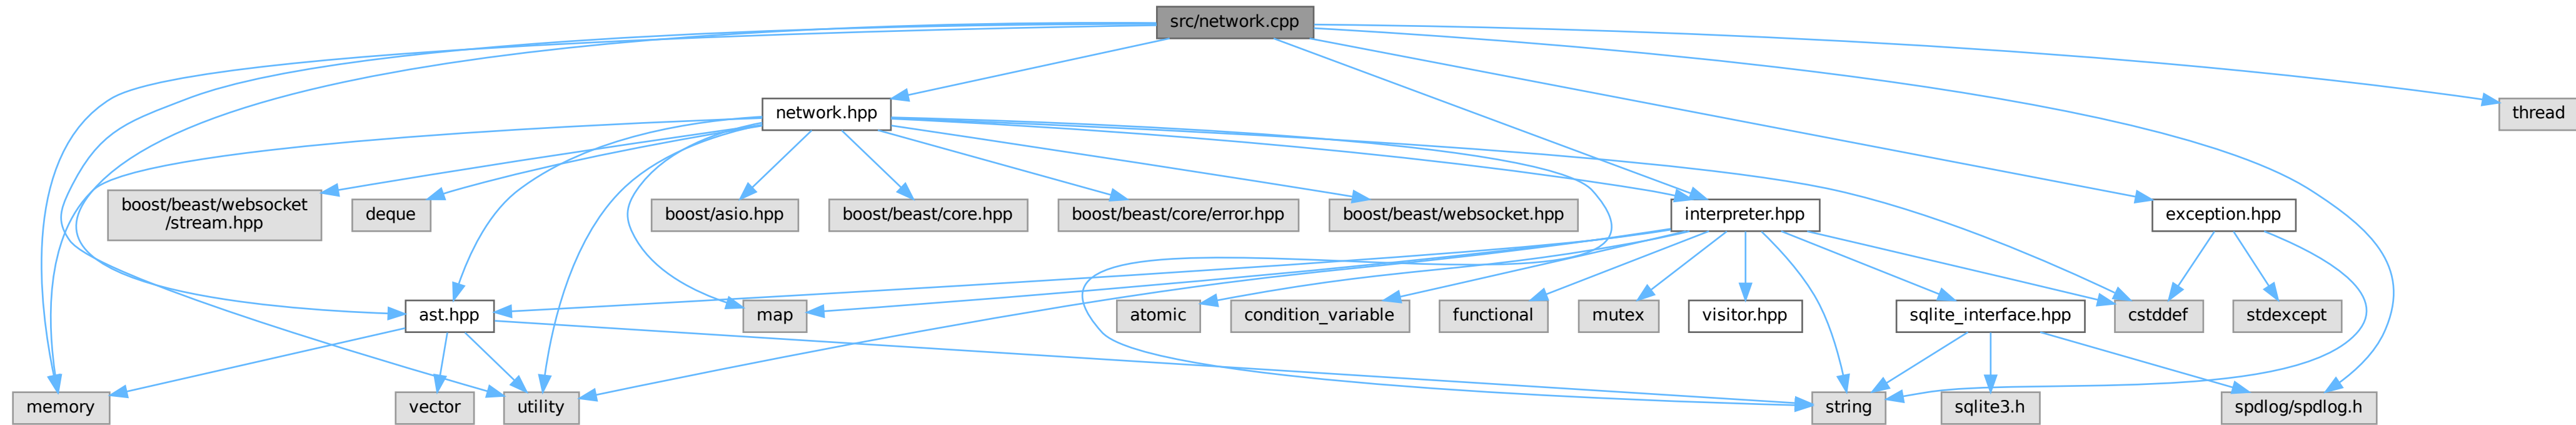 src/network.cpp
network.hpp
thread
boost/beast/websocket
/stream.hpp
deque
boost/asio.hpp
boost/beast/core.hpp
boost/beast/core/error.hpp
boost/beast/websocket.hpp
interpreter.hpp
exception.hpp
ast.hpp
map
atomic
condition_variable
functional
mutex
visitor.hpp
sqlite_interface.hpp
cstddef
stdexcept
memory
vector
utility
string
sqlite3.h
spdlog/spdlog.h